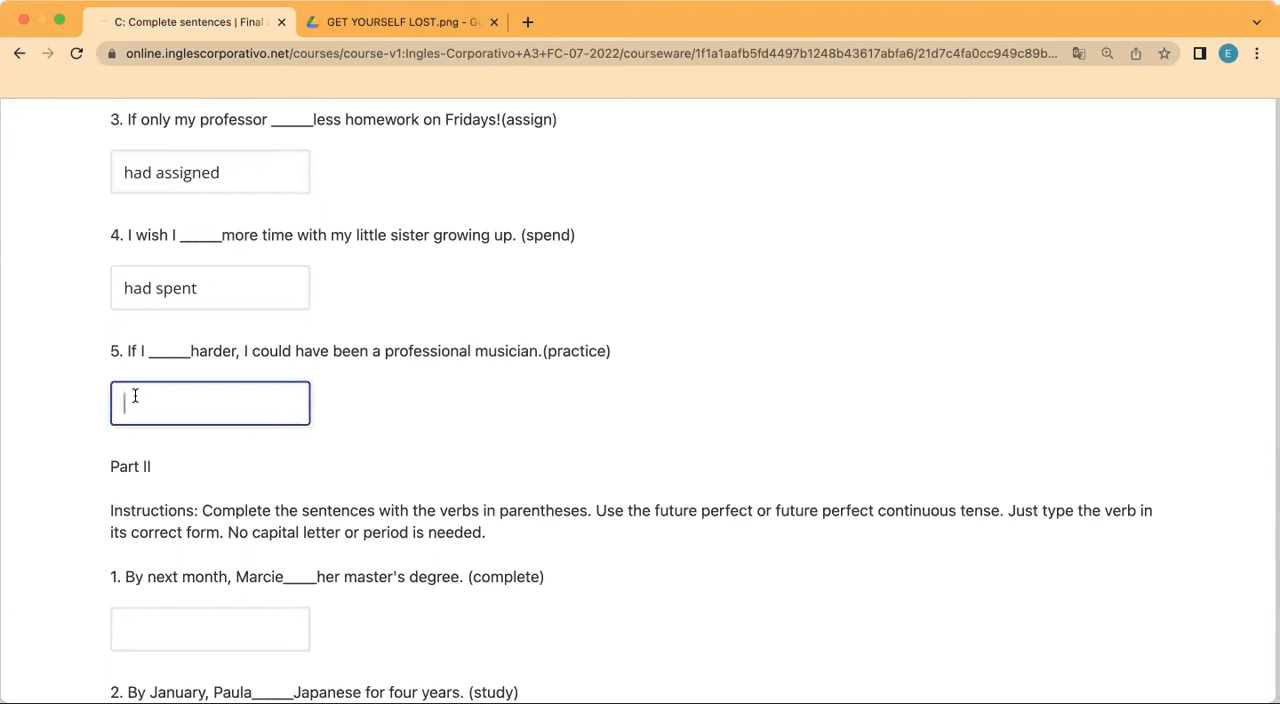 C: Complete sentences | Final
GET YOURSELF LOST.png - Go
online.inglescorporativo.net/courses/course-v1:Ingles-Corporativo+A3+FC-07-2022/courseware/1f1a1aafb5fd4497b1248b43617abfa6/21d7c4fa0cc949c89b...
E
3. If only my professor _____less homework on Fridays!(assign)
had assigned
4. I wish I _____more time with my little sister growing up. (spend)
had spent
5. If I _____harder, I could have been a professional musician.(practice)
Part II
Instructions: Complete the sentences with the verbs in parentheses. Use the future perfect or future perfect continuous tense. Just type the verb in
its correct form. No capital letter or period is needed.
1. By next month, Marcie____her master's degree. (complete)
2. By January, Paula_____Japanese for four years. (study)